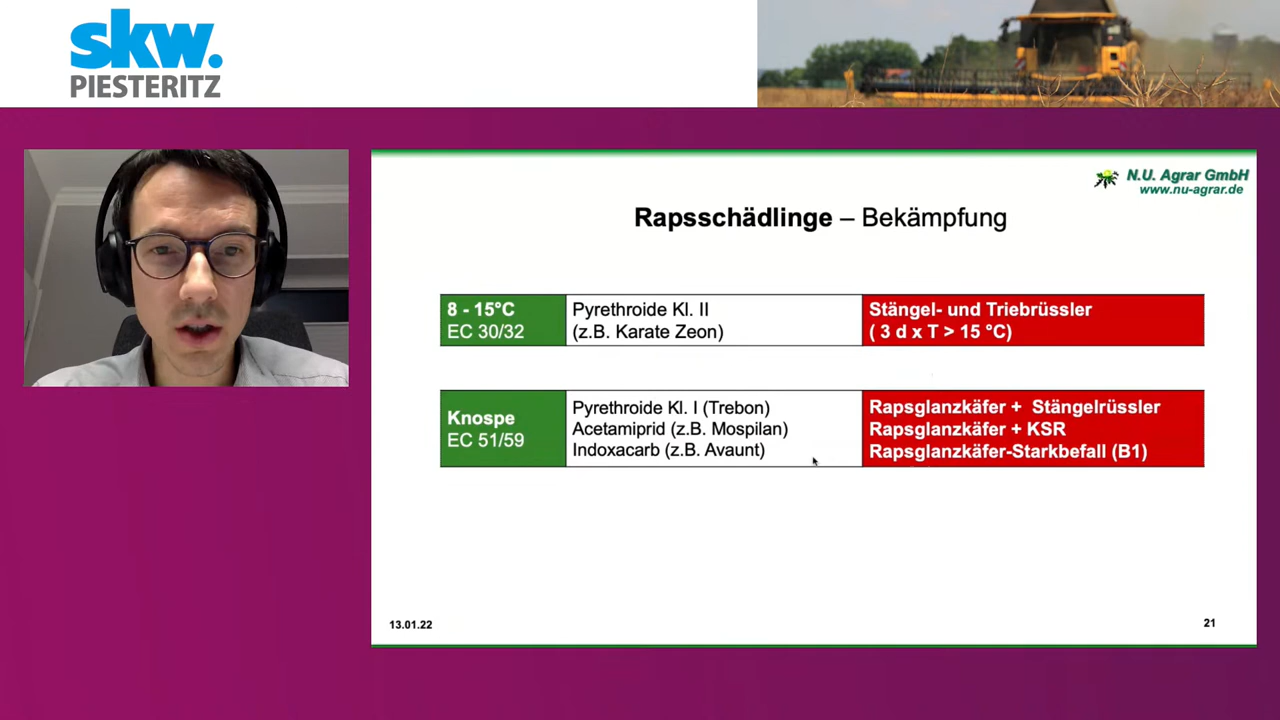 skw.
PIESTERITZ
N.U. Agrar GmbH
www.nu-agrar.de
Rapsschädlinge – Bekämpfung
8 - 15°C
EC 30/32
Pyrethroide Kl. II
(z.B. Karate Zeon)
Stängel- und Triebrüssler
( 3 d x T > 15 °C)
Knospe
EC 51/59
Pyrethroide Kl. I (Trebon)
Acetamiprid (z.B. Mospilan)
Indoxacarb (z.B. Avaunt)
Rapsglanzkäfer + Stängelrüssler
Rapsglanzkäfer + KSR
Rapsglanzkäfer-Starkbefall (B1)
13.01.22
21